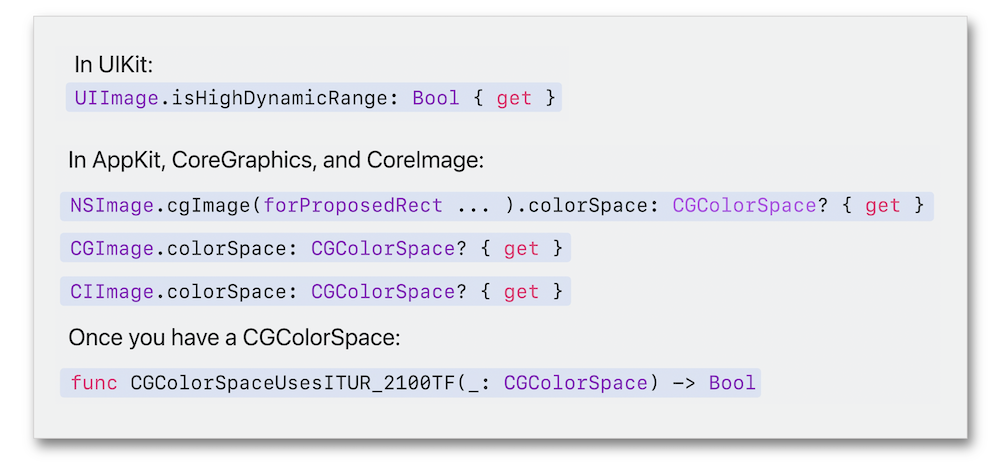 In UIKit:
UIImage.isHighDynamicRange: Bool { get }
In AppKit, CoreGraphics, and CoreImage:
NSImage.cgImage(forProposedRect ... ).colorSpace: CGColorSpace? { get }
CGImage.colorSpace: CGColorSpace? { get }
CIImage.colorSpace: CGColorSpace? { get }
Once you have a CGColorSpace:
func CGColorSpaceUsesITUR_2100TF(_: CGColorSpace) -> Bool